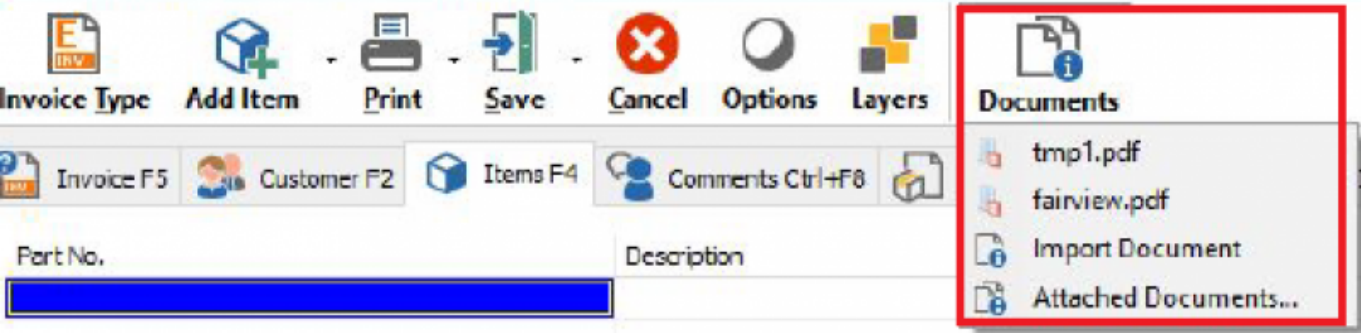 E
INV
Invoice Type
Add Item
Print
Save
Cancel
Options
Layers
Documents
Invoice F5
Customer F2
Items F4
Comments Ctrl+F8
tmp1.pdf
fairview.pdf
Import Document
Attached Documents...
Part No.
Description